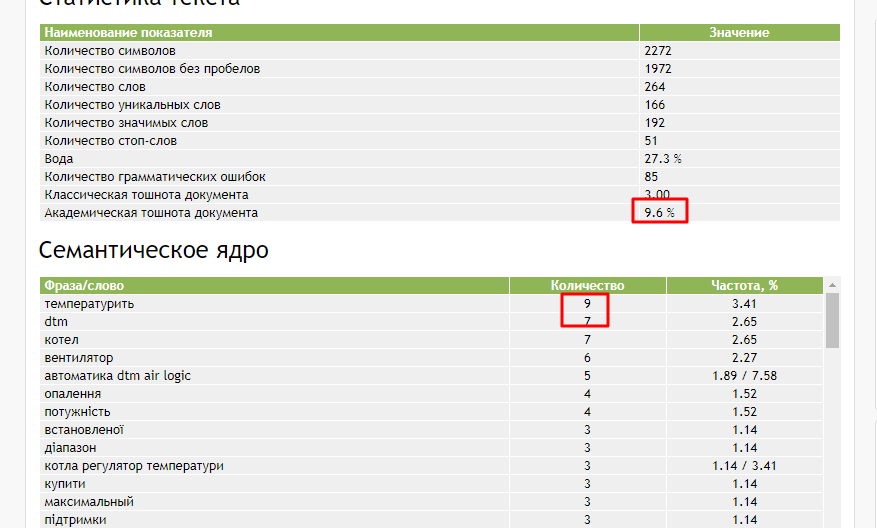 Статистика текста
Наименование показателя Значение
Количество символов 2272
Количество символов без пробелов 1972
Количество слов 264
Количество уникальных слов 166
Количество значимых слов 192
Количество стоп-слов 51
Вода 27.3 %
Количество грамматических ошибок 85
Классическая тошнота документа 3.00
Академическая тошнота документа 9.6 %
Семантическое ядро
Фраза/слово Количество Частота, %
температурить 9 3.41
dtm 7 2.65
котел 7 2.65
вентилятор 6 2.27
автоматика dtm air logic 5 1.89 / 7.58
опалення 4 1.52
потужність 4 1.52
встановленої 3 1.14
діапазон 3 1.14
котла регулятор температури 3 1.14 / 3.41
купити 3 1.14
максимальный 3 1.14
підтримки 3 1.14